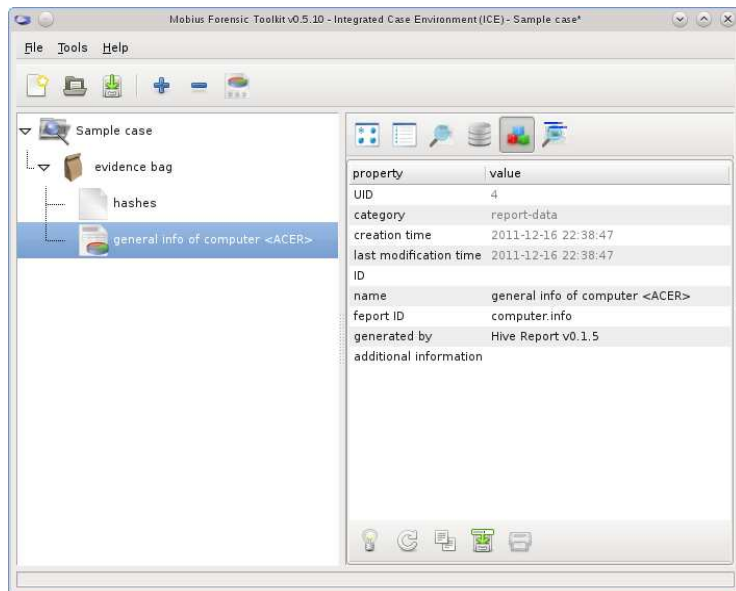 Mobius Forensic Toolkit v0.5.10 - Integrated Case Environment (ICE) - Sample case*
File Tools Help
Sample case
evidence bag
hashes
general info of computer <ACER>
property value
UID 4
category report-data
creation time 2011-12-16 22:38:47
last modification time 2011-12-16 22:38:47
ID
name general info of computer <ACER>
feport ID computer.info
generated by Hive Report v0.1.5
additional information